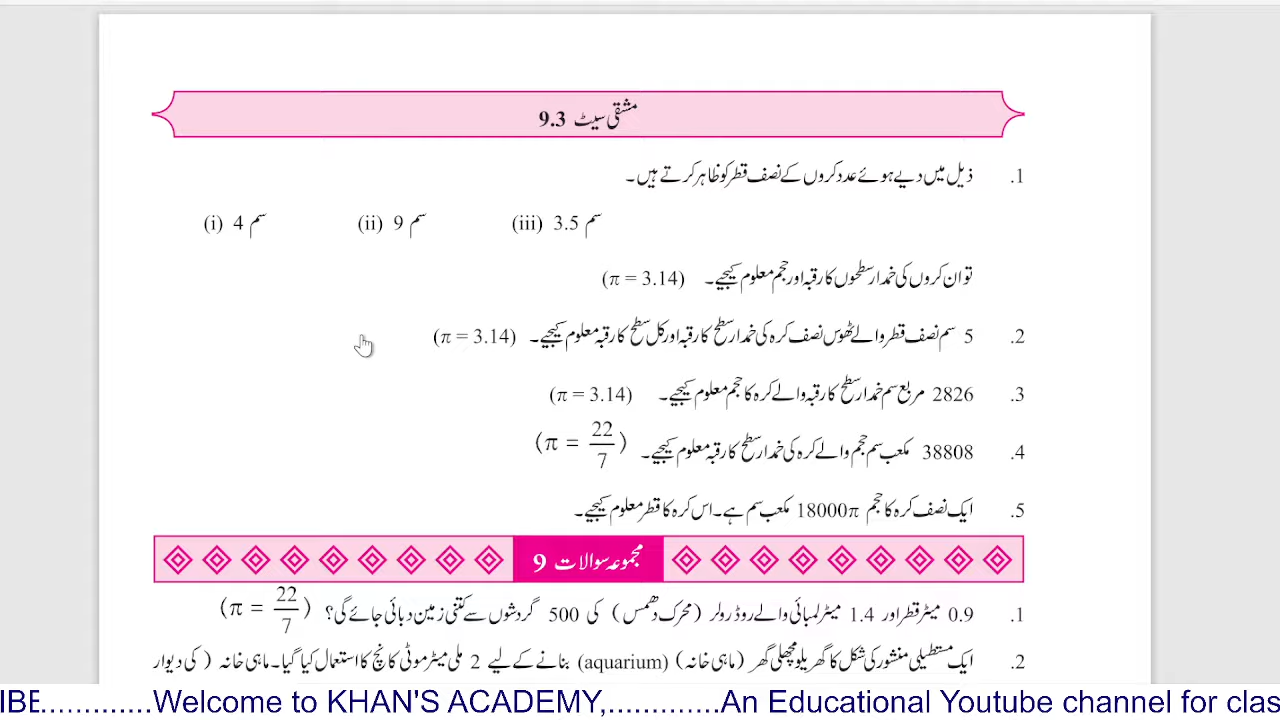 مشقی سیٹ 9.3
1. ذیل میں دیے ہوئے عدد کروں کے نصف قطر کو ظاہر کرتے ہیں۔
(i) 4 سم (ii) 9 سم (iii) 3.5 سم
تو ان کروں کی خمدار سطحوں کا رقبہ اور حجم معلوم کیجیے۔ (π = 3.14)
2. 5 سم نصف قطر والے ٹھوس نصف کرہ کی خمدار سطح کا رقبہ اور کل سطح کا رقبہ معلوم کیجیے۔ (π = 3.14)
3. 2826 مربع سم خمدار سطح کا رقبہ والے کرہ کا حجم معلوم کیجیے۔ (π = 3.14)
4. 38808 مکعب سم حجم والے کرہ کی خمدار سطح کا رقبہ معلوم کیجیے۔ (π = 22/7)
5. ایک نصف کرہ کا حجم 18000π مکعب سم ہے۔ اس کرہ کا قطر معلوم کیجیے۔
مجموعہ سوالات 9
1. 0.9 میٹر قطر اور 1.4 میٹر لمبائی والے روڈ رولر (محرک دھمس) کی 500 گردشوں سے کتنی زمین دبائی جائے گی؟ (π = 22/7)
2. ایک مستطیلی منشور کی شکل کا گھریلو مچھلی گھر (ماہی خانہ) (aquarium) بنانے کے لیے 2 ملی میٹر موٹی کانچ کا استعمال کیا گیا۔ ماہی خانہ (کی دیوار
IBE.............Welcome to KHAN'S ACADEMY,.............An Educational Youtube channel for clas